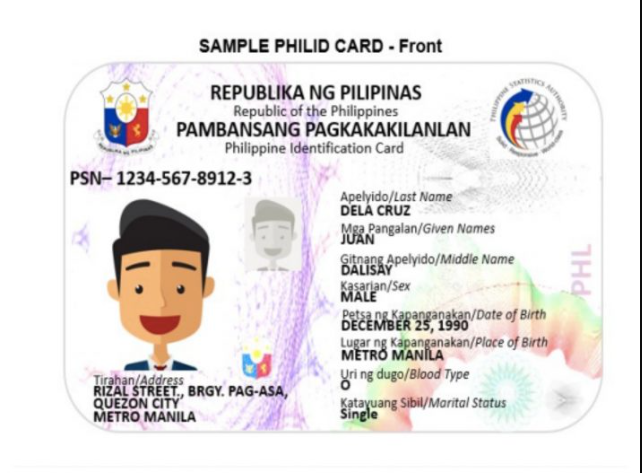 SAMPLE PHILID CARD - Front
REPUBLIKA NG PILIPINAS
Republic of the Philippines
PAMBANSANG PAGKAKAKILANLAN
Philippine Identification Card
PHILIPPINE STATISTICS AUTHORITY
PSN– 1234-567-8912-3
Apelyido/Last Name
DELA CRUZ
Mga Pangalan/Given Names
JUAN
Gitnang Apelyido/Middle Name
DALISAY
Kasarian/Sex
MALE
Petsa ng Kapanganakan/Date of Birth
DECEMBER 25, 1990
Lugar ng Kapanganakan/Place of Birth
METRO MANILA
Uri ng dugo/Blood Type
O
Katayuang Sibil/Marital Status
Single
PHL
Tirahan/Address
RIZAL STREET., BRGY. PAG-ASA,
QUEZON CITY
METRO MANILA